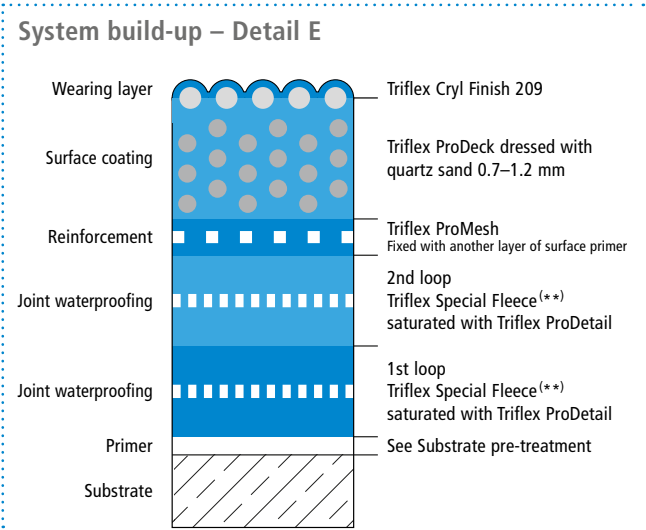 System build-up – Detail E
Wearing layer
Triflex Cryl Finish 209
Surface coating
Triflex ProDeck dressed with
quartz sand 0.7–1.2 mm
Reinforcement
Triflex ProMesh
Fixed with another layer of surface primer
Joint waterproofing
2nd loop
Triflex Special Fleece(**)
saturated with Triflex ProDetail
Joint waterproofing
1st loop
Triflex Special Fleece(**)
saturated with Triflex ProDetail
Primer
See Substrate pre-treatment
Substrate